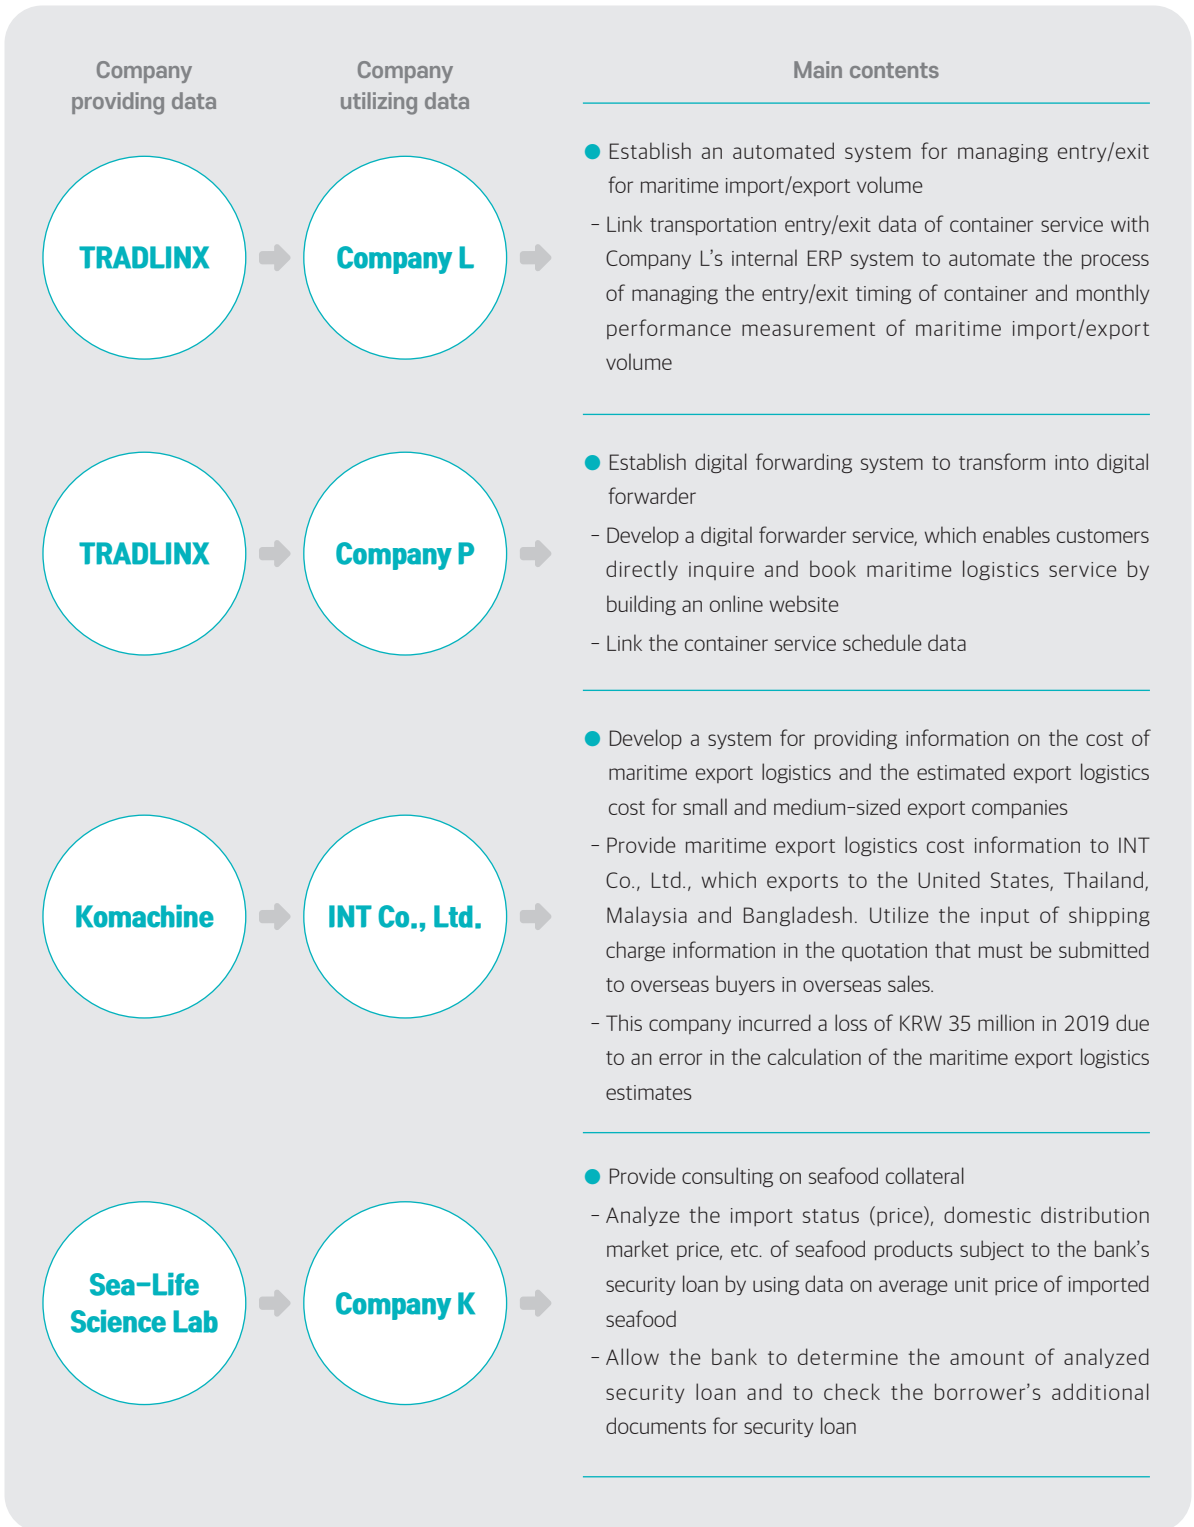 Company
providing data
Company
utilizing data
Main contents
TRADLINX
Company L
● Establish an automated system for managing entry/exit
for maritime import/export volume
- Link transportation entry/exit data of container service with
Company L's internal ERP system to automate the process
of managing the entry/exit timing of container and monthly
performance measurement of maritime import/export
volume
TRADLINX
Company P
● Establish digital forwarding system to transform into digital
forwarder
- Develop a digital forwarder service, which enables customers
directly inquire and book maritime logistics service by
building an online website
- Link the container service schedule data
Komachine
INT Co., Ltd.
● Develop a system for providing information on the cost of
maritime export logistics and the estimated export logistics
cost for small and medium-sized export companies
- Provide maritime export logistics cost information to INT
Co., Ltd., which exports to the United States, Thailand,
Malaysia and Bangladesh. Utilize the input of shipping
charge information in the quotation that must be submitted
to overseas buyers in overseas sales.
- This company incurred a loss of KRW 35 million in 2019 due
to an error in the calculation of the maritime export logistics
estimates
Sea-Life
Science Lab
Company K
● Provide consulting on seafood collateral
- Analyze the import status (price), domestic distribution
market price, etc. of seafood products subject to the bank's
security loan by using data on average unit price of imported
seafood
- Allow the bank to determine the amount of analyzed
security loan and to check the borrower's additional
documents for security loan